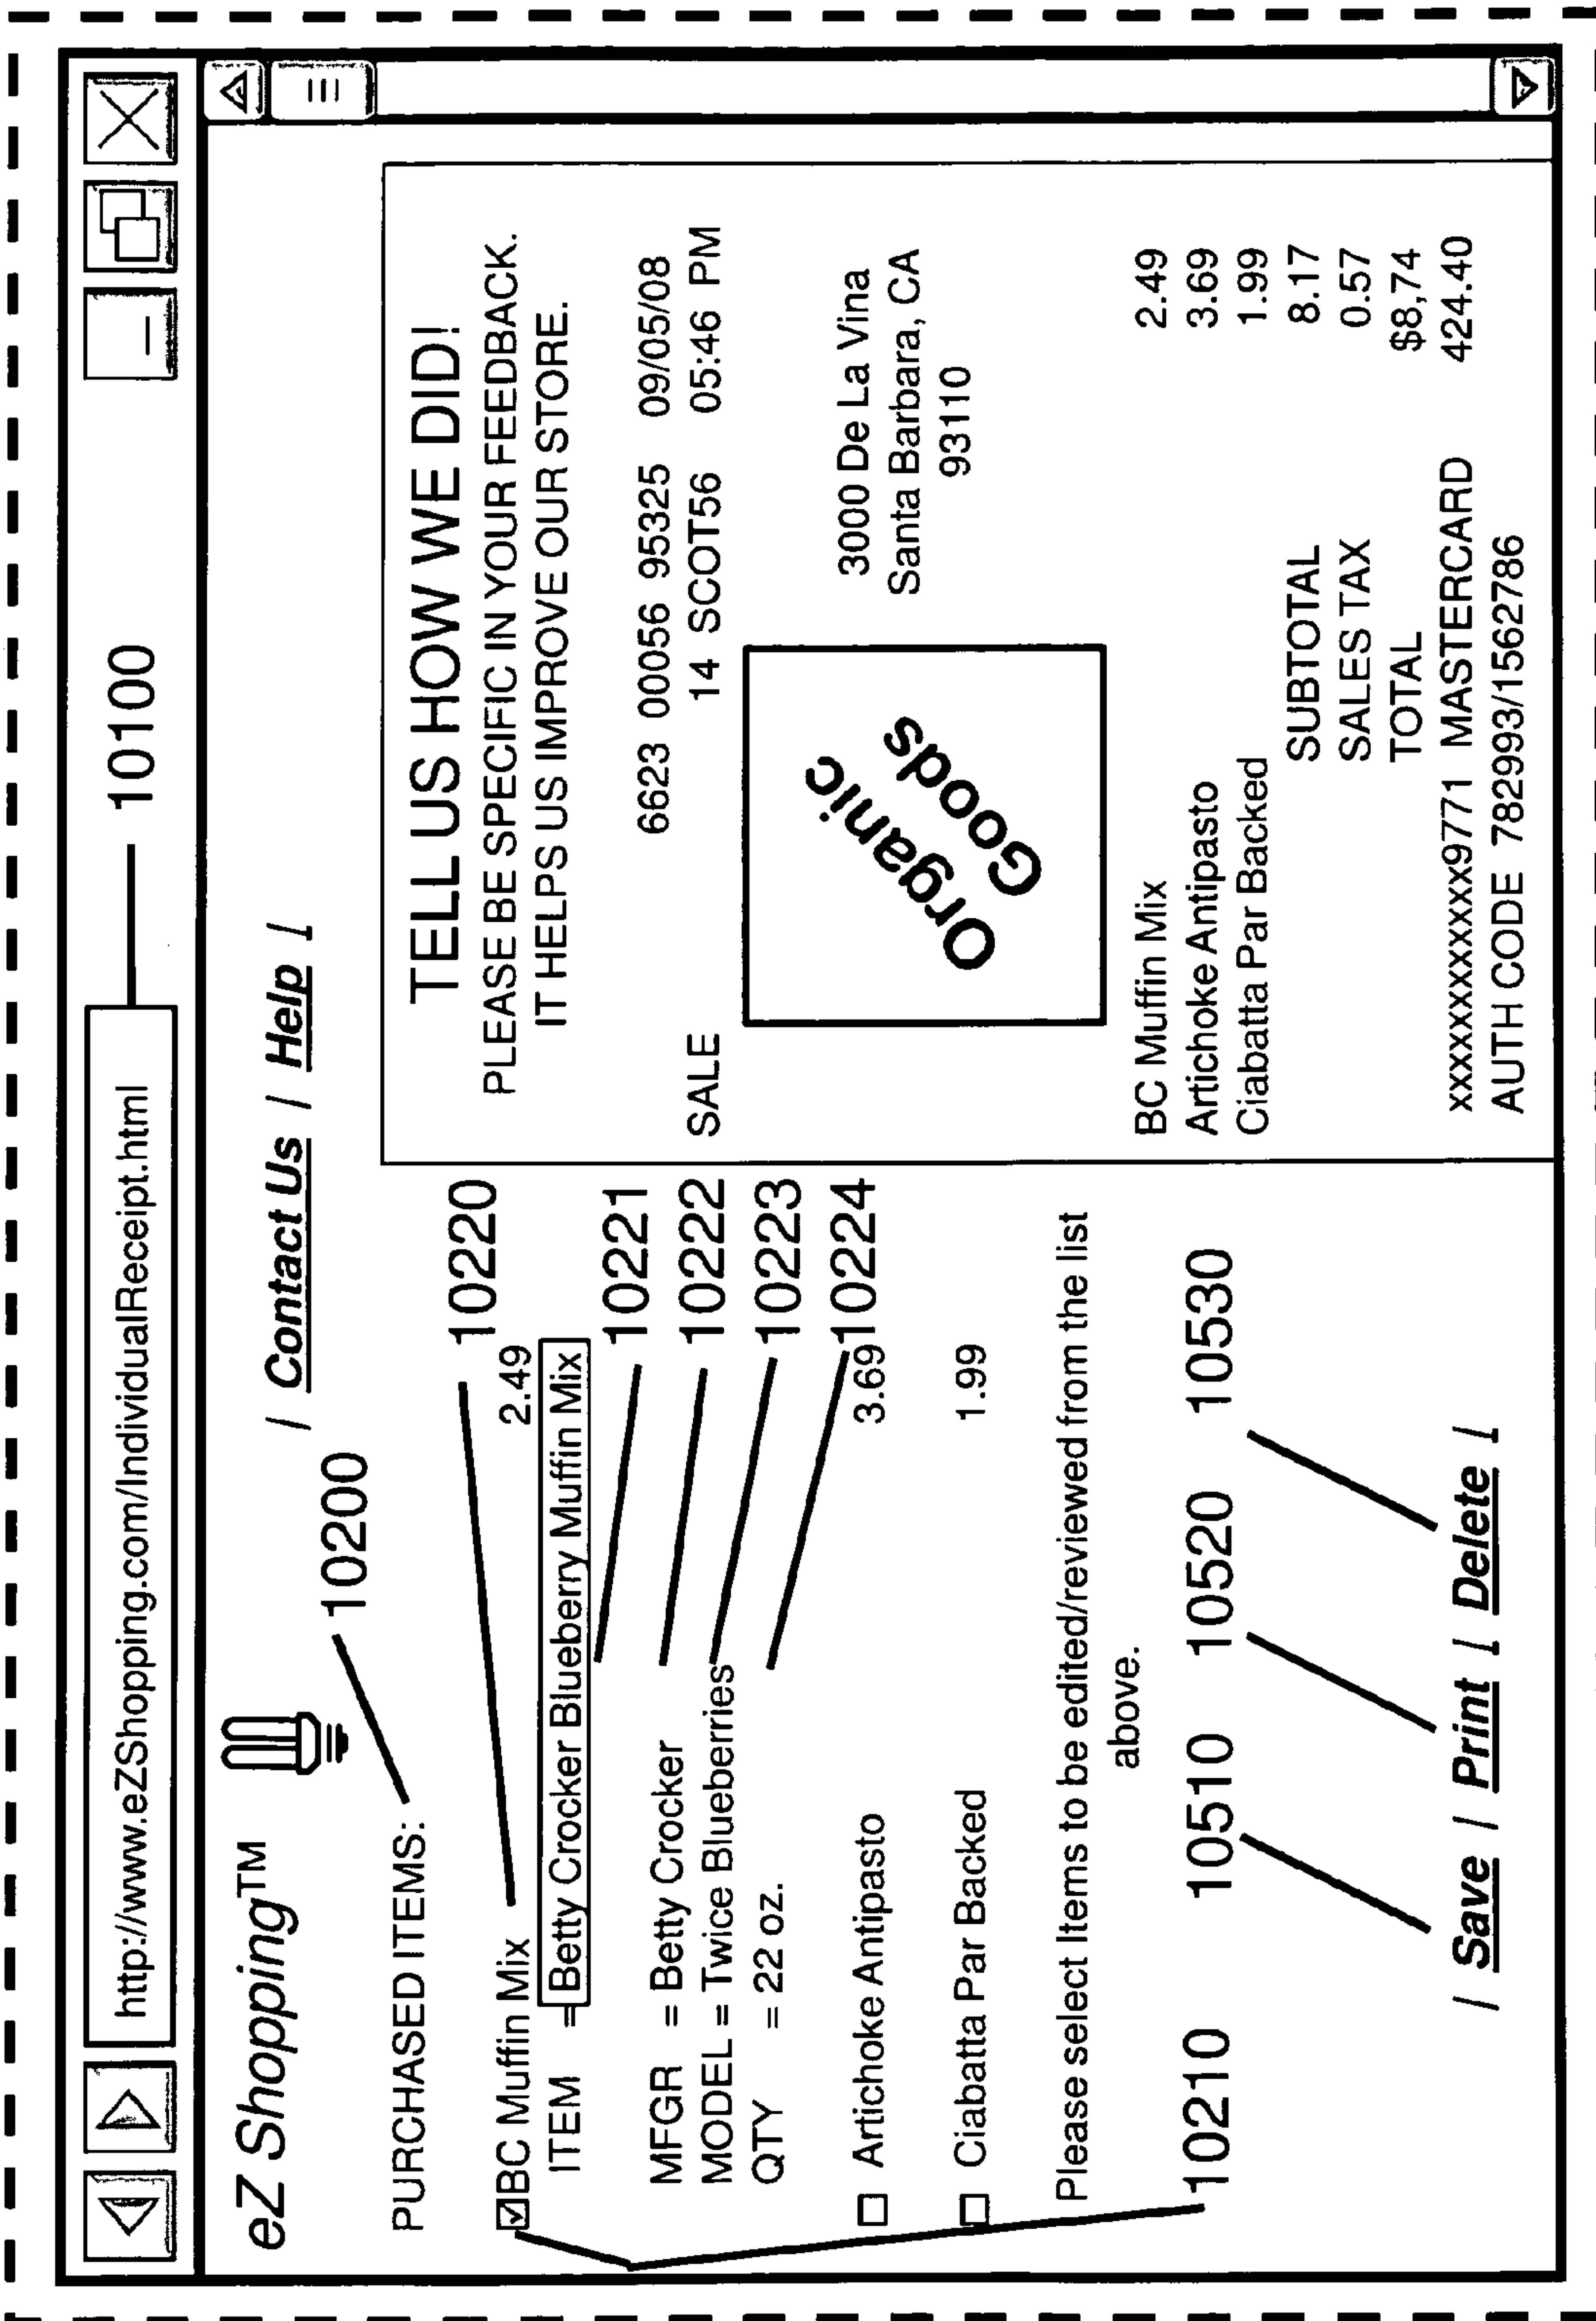 http://www.eZShopping.com/IndividualReceipt.html
10100
eZ Shopping™
/ Contact Us / Help /
10200
PURCHASED ITEMS:
10220
☑BC Muffin Mix 2.49
ITEM = Betty Crocker Blueberry Muffin Mix
10221
MFGR = Betty Crocker
10222
MODEL = Twice Blueberries
10223
QTY = 22 oz.
10224
☐ Artichoke Antipasto 3.69
☐ Ciabatta Par Backed 1.99
Please select Items to be edited/reviewed from the list
above.
10210 10510 10520 10530
/ Save / Print / Delete /
TELL US HOW WE DID!
PLEASE BE SPECIFIC IN YOUR FEEDBACK.
IT HELPS US IMPROVE OUR STORE.
6623 00056 95325 09/05/08
SALE 14 SCOT56 05:46 PM
Organic
Goods
3000 De La Vina
Santa Barbara, CA
93110
BC Muffin Mix 2.49
Artichoke Antipasto 3.69
Ciabatta Par Backed 1.99
SUBTOTAL 8.17
SALES TAX 0.57
TOTAL $8,74
xxxxxxxxxxxx9771 MASTERCARD 424.40
AUTH CODE 782993/1562786